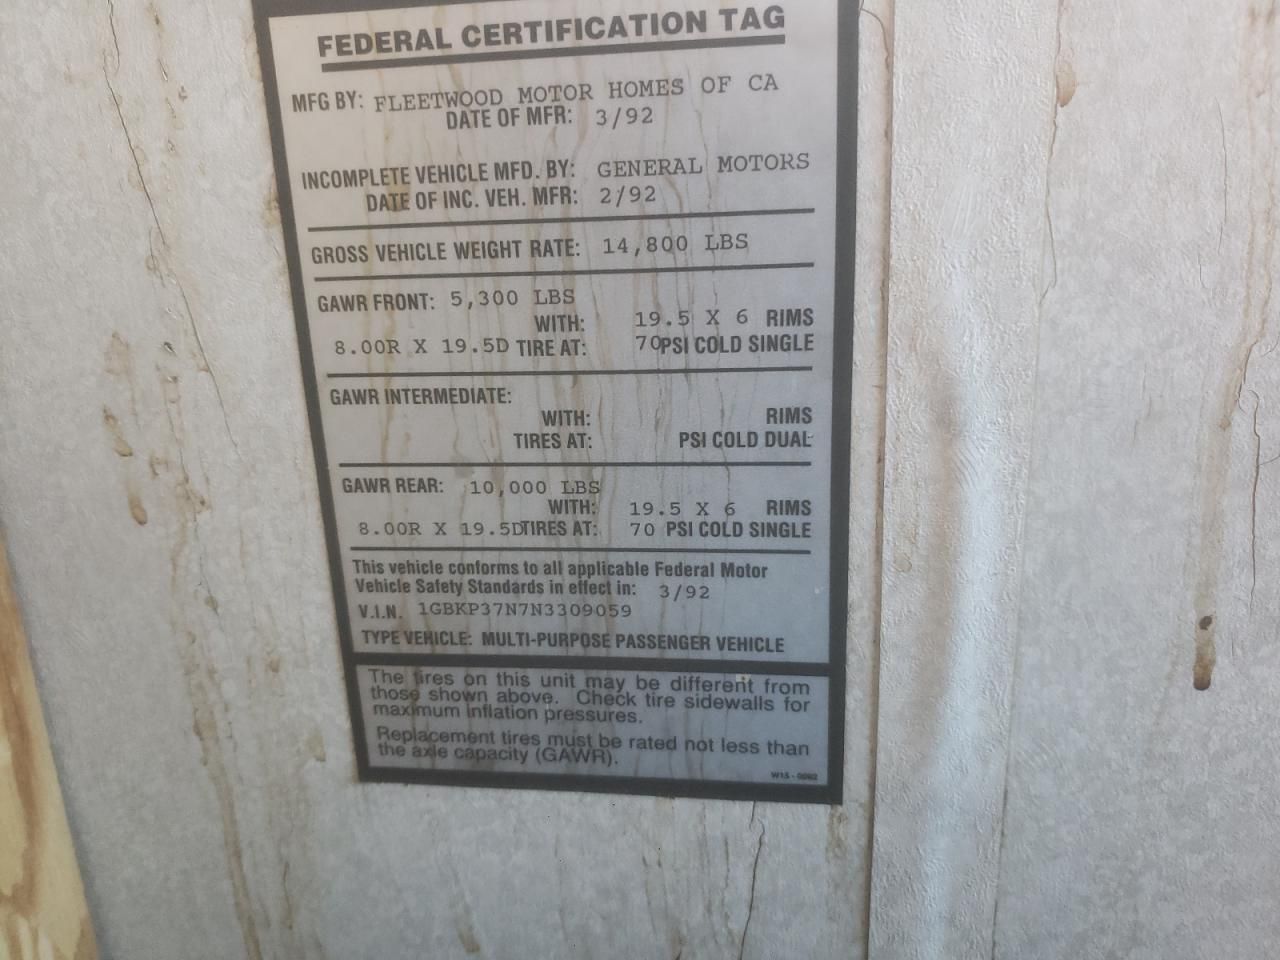 FEDERAL CERTIFICATION TAG
MFG BY: FLEETWOOD MOTOR HOMES OF CA
DATE OF MFR: 3/92
INCOMPLETE VEHICLE MFD. BY: GENERAL MOTORS
DATE OF INC. VEH. MFR: 2/92
GROSS VEHICLE WEIGHT RATE: 14,800 LBS
GAWR FRONT: 5,300 LBS
WITH: 19.5 X 6 RIMS
8.00R X 19.5D TIRE AT: 70PSI COLD SINGLE
GAWR INTERMEDIATE:
WITH: RIMS
TIRES AT: PSI COLD DUAL
GAWR REAR: 10,000 LBS
WITH: 19.5 X 6 RIMS
8.00R X 19.5DTIRES AT: 70 PSI COLD SINGLE
This vehicle conforms to all applicable Federal Motor
Vehicle Safety Standards in effect in: 3/92
V.I.N. 1GBKP37N7N3309059
TYPE VEHICLE: MULTI-PURPOSE PASSENGER VEHICLE
The tires on this unit may be different from
those shown above. Check tire sidewalls for
maximum inflation pressures.
Replacement tires must be rated not less than
the axle capacity (GAWR).